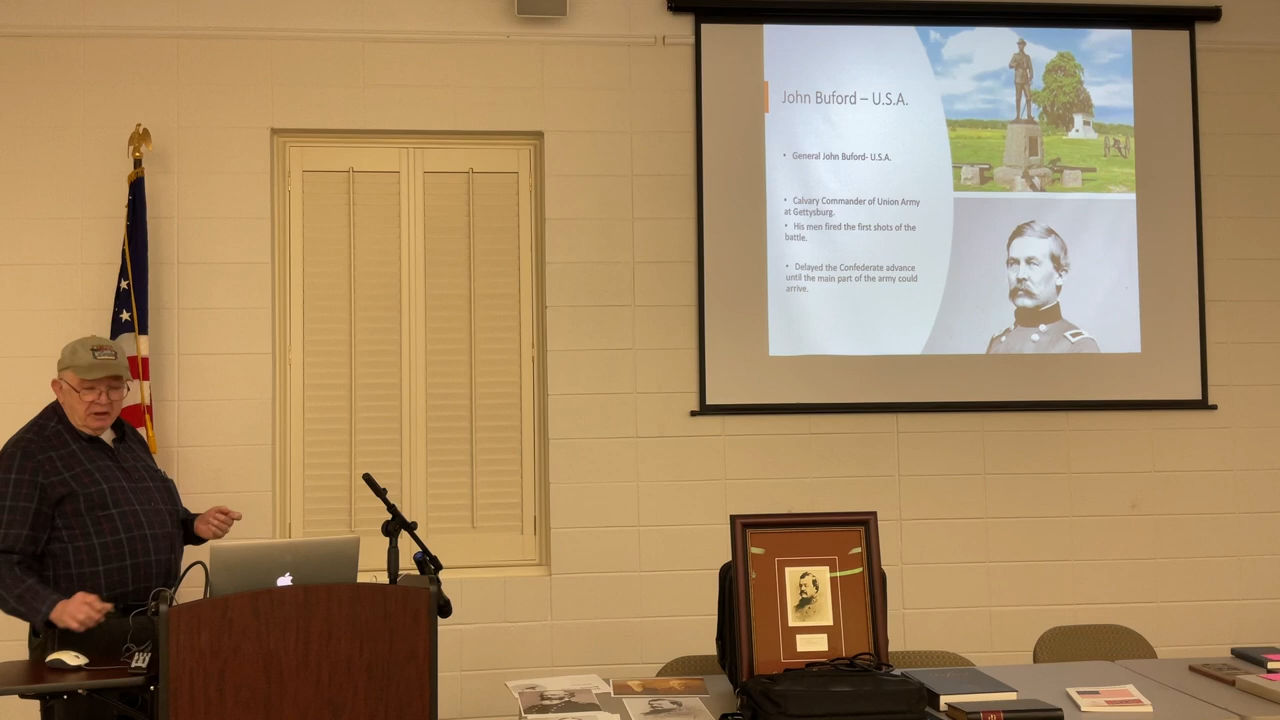 John Buford – U.S.A.
• General John Buford- U.S.A.
• Calvary Commander of Union Army
at Gettysburg.
• His men fired the first shots of the
battle.
• Delayed the Confederate advance
until the main part of the army could
arrive.